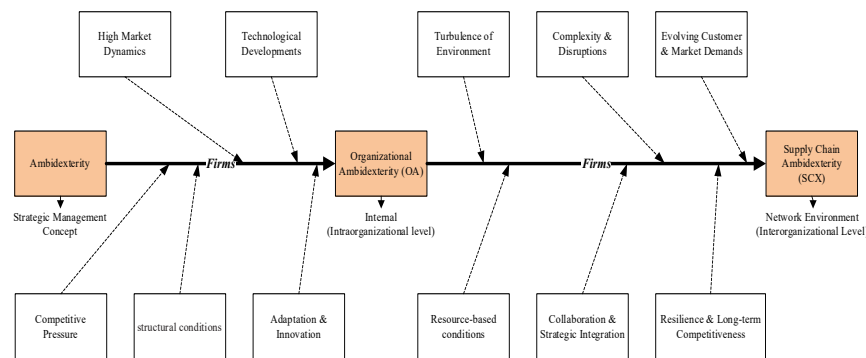 High Market
Dynamics
Technological
Developments
Turbulence of
Environment
Complexity &
Disruptions
Evolving Customer
& Market Demands
Ambidexterity
Firms
Organizational
Ambidexterity (OA)
Firms
Supply Chain
Ambidexterity
(SCX)
Strategic Management
Concept
Internal
(Intraorganizational level)
Network Environment
(Interorganizational Level)
Competitive
Pressure
structural conditions
Adaptation &
Innovation
Resource-based
conditions
Collaboration &
Strategic Integration
Resilience & Long-term
Competitiveness